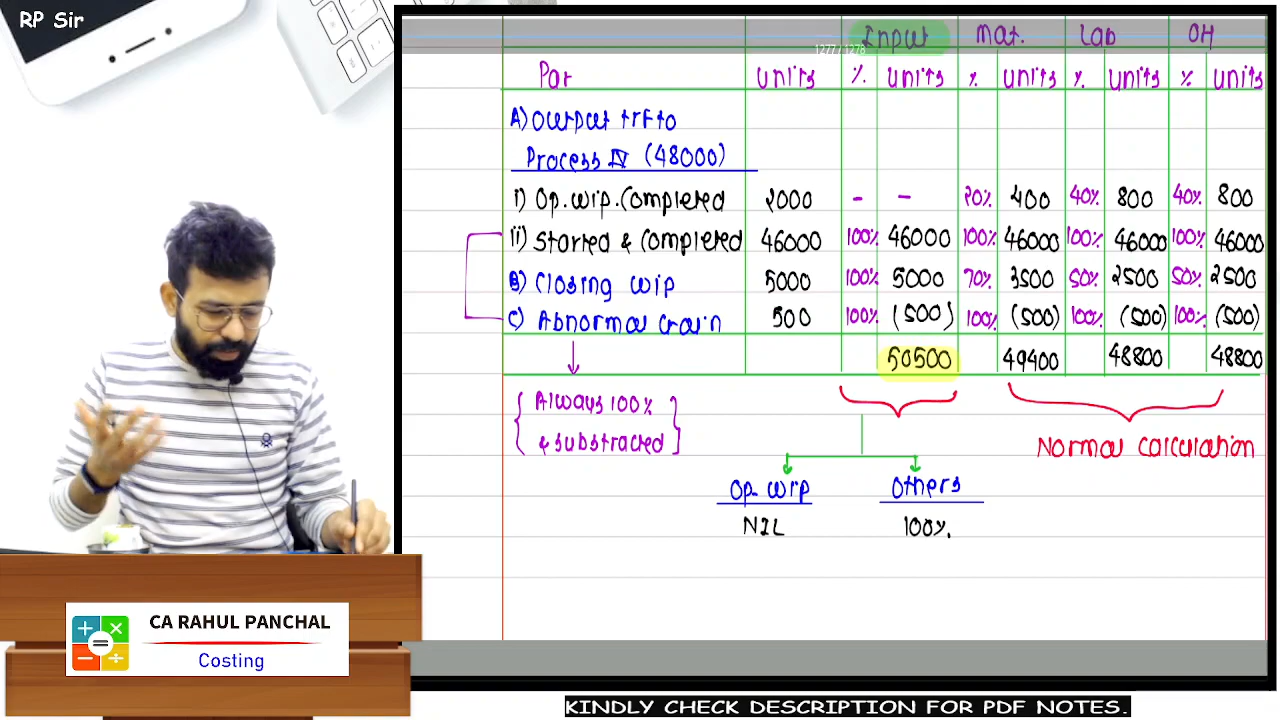 RP Sir
1277 / 1278
Input Mat. Lab OH
Par units % units % units % units % units
A) Output trf to
Process IV (48000)
i) Op. wip. Completed 2000 - - 20% 400 40% 800 40% 800
ii) Started & Completed 46000 100% 46000 100% 46000 100% 46000 100% 46000
B) Closing wip 5000 100% 5000 70% 3500 50% 2500 50% 2500
C) Abnormal Gain 500 100% (500) 100% (500) 100% (500) 100% (500)
50500 49400 48800 48800
{ Always 100%
& substracted }
Normal Calculation
Op. wip Others
NIL 100%.
CA RAHUL PANCHAL
Costing
KINDLY CHECK DESCRIPTION FOR PDF NOTES.